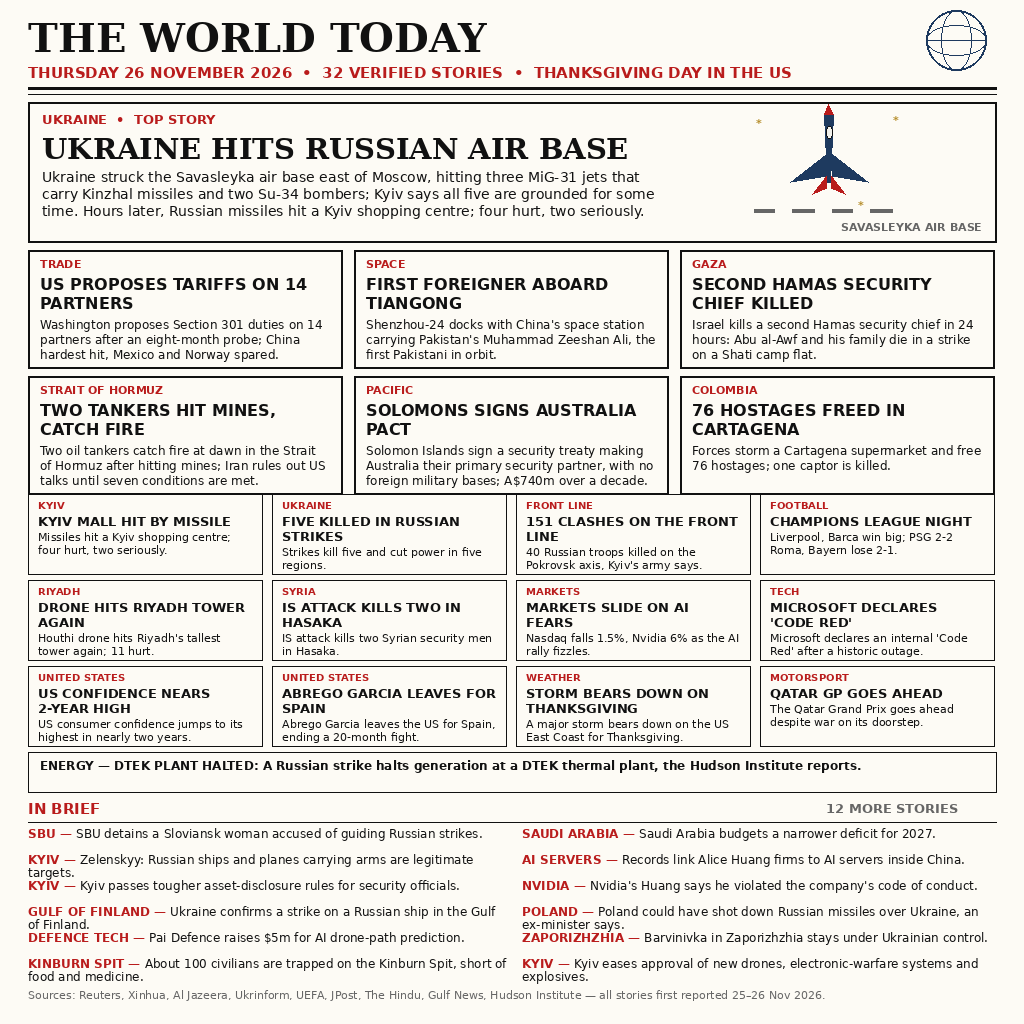 THE WORLD TODAY
THURSDAY 26 NOVEMBER 2026 • 32 VERIFIED STORIES • THANKSGIVING DAY IN THE US
UKRAINE • TOP STORY
UKRAINE HITS RUSSIAN AIR BASE
Ukraine struck the Savasleyka air base east of Moscow, hitting three MiG-31 jets that
carry Kinzhal missiles and two Su-34 bombers; Kyiv says all five are grounded for some
time. Hours later, Russian missiles hit a Kyiv shopping centre; four hurt, two seriously.
SAVASLEYKA AIR BASE
TRADE
US PROPOSES TARIFFS ON 14
PARTNERS
Washington proposes Section 301 duties on 14
partners after an eight-month probe; China
hardest hit, Mexico and Norway spared.
SPACE
FIRST FOREIGNER ABOARD
TIANGONG
Shenzhou-24 docks with China's space station
carrying Pakistan's Muhammad Zeeshan Ali, the
first Pakistani in orbit.
GAZA
SECOND HAMAS SECURITY
CHIEF KILLED
Israel kills a second Hamas security chief in 24
hours: Abu al-Awf and his family die in a strike
on a Shati camp flat.
STRAIT OF HORMUZ
TWO TANKERS HIT MINES,
CATCH FIRE
Two oil tankers catch fire at dawn in the Strait
of Hormuz after hitting mines; Iran rules out US
talks until seven conditions are met.
PACIFIC
SOLOMONS SIGNS AUSTRALIA
PACT
Solomon Islands sign a security treaty making
Australia their primary security partner, with no
foreign military bases; A$740m over a decade.
COLOMBIA
76 HOSTAGES FREED IN
CARTAGENA
Forces storm a Cartagena supermarket and free
76 hostages; one captor is killed.
KYIV
KYIV MALL HIT BY MISSILE
Missiles hit a Kyiv shopping centre;
four hurt, two seriously.
UKRAINE
FIVE KILLED IN RUSSIAN
STRIKES
Strikes kill five and cut power in five
regions.
FRONT LINE
151 CLASHES ON THE FRONT
LINE
40 Russian troops killed on the
Pokrovsk axis, Kyiv's army says.
FOOTBALL
CHAMPIONS LEAGUE NIGHT
Liverpool, Barca win big; PSG 2-2
Roma, Bayern lose 2-1.
RIYADH
DRONE HITS RIYADH TOWER
AGAIN
Houthi drone hits Riyadh's tallest
tower again; 11 hurt.
SYRIA
IS ATTACK KILLS TWO IN
HASAKA
IS attack kills two Syrian security men
in Hasaka.
MARKETS
MARKETS SLIDE ON AI
FEARS
Nasdaq falls 1.5%, Nvidia 6% as the AI
rally fizzles.
TECH
MICROSOFT DECLARES
'CODE RED'
Microsoft declares an internal 'Code
Red' after a historic outage.
UNITED STATES
US CONFIDENCE NEARS
2-YEAR HIGH
US consumer confidence jumps to its
highest in nearly two years.
UNITED STATES
ABREGO GARCIA LEAVES FOR
SPAIN
Abrego Garcia leaves the US for Spain,
ending a 20-month fight.
WEATHER
STORM BEARS DOWN ON
THANKSGIVING
A major storm bears down on the US
East Coast for Thanksgiving.
MOTORSPORT
QATAR GP GOES AHEAD
The Qatar Grand Prix goes ahead
despite war on its doorstep.
ENERGY — DTEK PLANT HALTED: A Russian strike halts generation at a DTEK thermal plant, the Hudson Institute reports.
IN BRIEF
12 MORE STORIES
SBU — SBU detains a Sloviansk woman accused of guiding Russian strikes.
KYIV — Zelenskyy: Russian ships and planes carrying arms are legitimate
targets.
KYIV — Kyiv passes tougher asset-disclosure rules for security officials.
GULF OF FINLAND — Ukraine confirms a strike on a Russian ship in the Gulf
of Finland.
DEFENCE TECH — Pai Defence raises $5m for AI drone-path prediction.
KINBURN SPIT — About 100 civilians are trapped on the Kinburn Spit, short of
food and medicine.
SAUDI ARABIA — Saudi Arabia budgets a narrower deficit for 2027.
AI SERVERS — Records link Alice Huang firms to AI servers inside China.
NVIDIA — Nvidia's Huang says he violated the company's code of conduct.
POLAND — Poland could have shot down Russian missiles over Ukraine, an
ex-minister says.
ZAPORIZHZHIA — Barvinivka in Zaporizhzhia stays under Ukrainian control.
KYIV — Kyiv eases approval of new drones, electronic-warfare systems and
explosives.
Sources: Reuters, Xinhua, Al Jazeera, Ukrinform, UEFA, JPost, The Hindu, Gulf News, Hudson Institute — all stories first reported 25–26 Nov 2026.